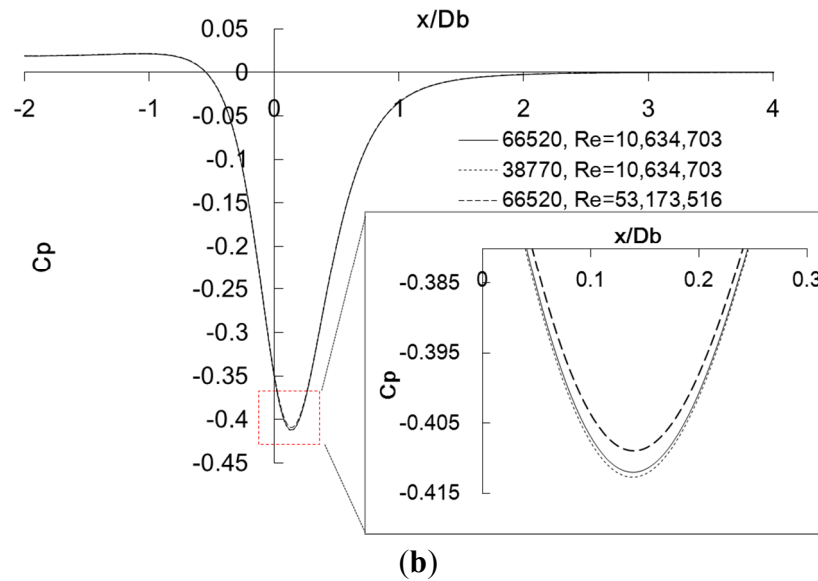 x/Db
0.05
0
-0.05
-0.1
-0.15
-0.2
-0.25
-0.3
-0.35
-0.4
-0.45
-2 -1 0 1 2 3 4
Cp
66520, Re=10,634,703
38770, Re=10,634,703
66520, Re=53,173,516
x/Db
0 0.1 0.2 0.3
-0.385
-0.395
-0.405
-0.415
Cp
(b)